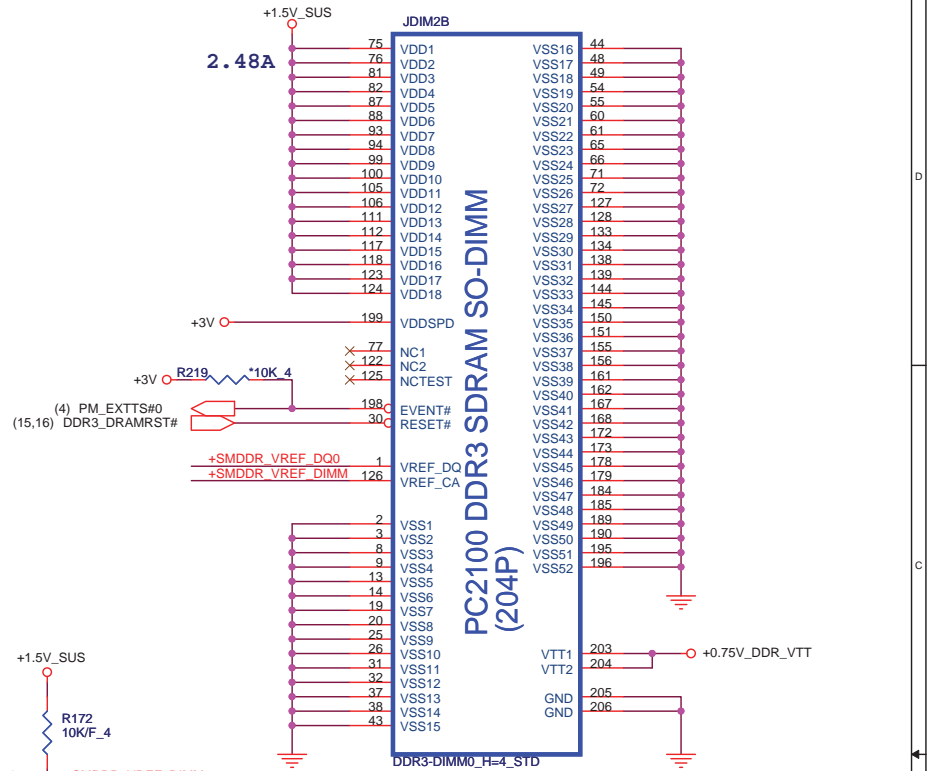 +1.5V_SUS
JDIM2B
2.48A
75 VDD1
76 VDD2
81 VDD3
82 VDD4
87 VDD5
88 VDD6
93 VDD7
94 VDD8
99 VDD9
100 VDD10
105 VDD11
106 VDD12
111 VDD13
112 VDD14
117 VDD15
118 VDD16
123 VDD17
124 VDD18
+3V 199 VDDSPD
77 NC1
122 NC2
125 NCTEST
+3V R219 *10K_4
(4) PM_EXTTS#0 198 EVENT#
(15,16) DDR3_DRAMRST# 30 RESET#
+SMDDR_VREF_DQ0 1 VREF_DQ
+SMDDR_VREF_DIMM 126 VREF_CA
2 VSS1
3 VSS2
8 VSS3
9 VSS4
13 VSS5
14 VSS6
19 VSS7
20 VSS8
25 VSS9
26 VSS10
31 VSS11
32 VSS12
37 VSS13
38 VSS14
43 VSS15
PC2100 DDR3 SDRAM SO-DIMM
(204P)
VSS16 44
VSS17 48
VSS18 49
VSS19 54
VSS20 55
VSS21 60
VSS22 61
VSS23 65
VSS24 66
VSS25 71
VSS26 72
VSS27 127
VSS28 128
VSS29 133
VSS30 134
VSS31 138
VSS32 139
VSS33 144
VSS34 145
VSS35 150
VSS36 151
VSS37 155
VSS38 156
VSS39 161
VSS40 162
VSS41 167
VSS42 168
VSS43 172
VSS44 173
VSS45 178
VSS46 179
VSS47 184
VSS48 185
VSS49 189
VSS50 190
VSS51 195
VSS52 196
VTT1 203
+0.75V_DDR_VTT
VTT2 204
GND 205
GND 206
DDR3-DIMM0_H=4_STD
+1.5V_SUS
R172
10K/F_4
D
C